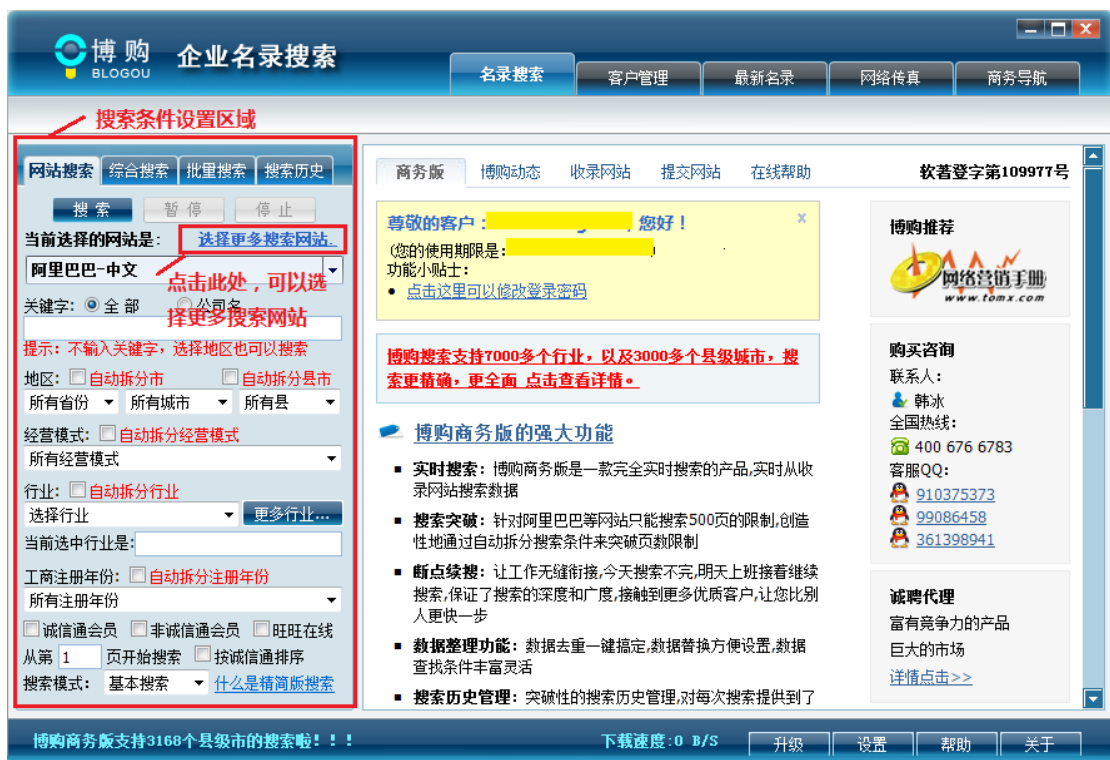 博购
BLOGOU
企业名录搜索
名录搜索
客户管理
最新名录
网络传真
商务导航
搜索条件设置区域
网站搜索
综合搜索
批量搜索
搜索历史
搜 索
暂 停
停 止
当前选择的网站是:
选择更多搜索网站.
阿里巴巴-中文
点击此处，可以选
择更多搜索网站
关键字: 全 部 公司名
提示: 不输入关键字，选择地区也可以搜索
地区: 自动拆分市 自动拆分县市
所有省份 所有城市 所有县
经营模式: 自动拆分经营模式
所有经营模式
行业: 自动拆分行业
选择行业
更多行业...
当前选中行业是:
工商注册年份: 自动拆分注册年份
所有注册年份
诚信通会员 非诚信通会员 旺旺在线
从第 1 页开始搜索 按诚信通排序
搜索模式: 基本搜索 什么是精简版搜索
商务版
博购动态
收录网站
提交网站
在线帮助
软著登字第109977号
尊敬的客户: 您好！
x
(您的使用期限是:
功能小贴士:
• 点击这里可以修改登录密码
博购搜索支持7000多个行业，以及3000多个县级城市，搜
索更精确，更全面 点击查看详情。
博购商务版的强大功能
▪ 实时搜索: 博购商务版是一款完全实时搜索的产品,实时从收
录网站搜索数据
▪ 搜索突破: 针对阿里巴巴等网站只能搜索500页的限制,创造
性地通过自动拆分搜索条件来突破页数限制
▪ 断点续搜: 让工作无缝衔接,今天搜索不完,明天上班接着继续
搜索,保证了搜索的深度和广度,接触到更多优质客户,让您比别
人更快一步
▪ 数据整理功能: 数据去重一键搞定,数据替换方便设置,数据
查找条件丰富灵活
▪ 搜索历史管理: 突破性的搜索历史管理,对每次搜索提供到了
博购推荐
网络营销手册
www.tomx.com
购买咨询
联系人:
韩冰
全国热线:
400 676 6783
客服QQ:
910375373
99086458
361398941
诚聘代理
富有竞争力的产品
巨大的市场
详情点击>>
博购商务版支持3168个县级市的搜索啦！！！
下载速度:0 B/S
升级
设置
帮助
关于